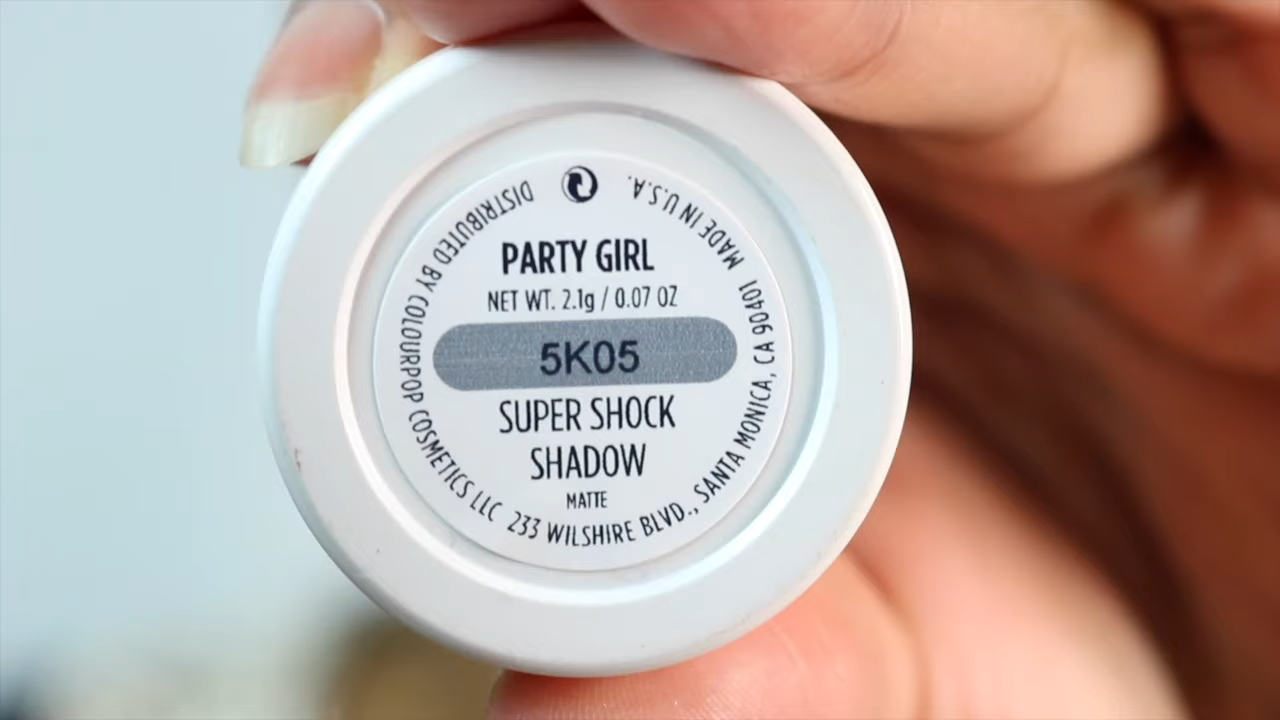 PARTY GIRL
NET WT. 2.1g / 0.07 OZ
5K05
SUPER SHOCK
SHADOW
MATTE
DISTRIBUTED BY COLOURPOP COSMETICS LLC 233 WILSHIRE BLVD., SANTA MONICA, CA 90401 MADE IN U.S.A.